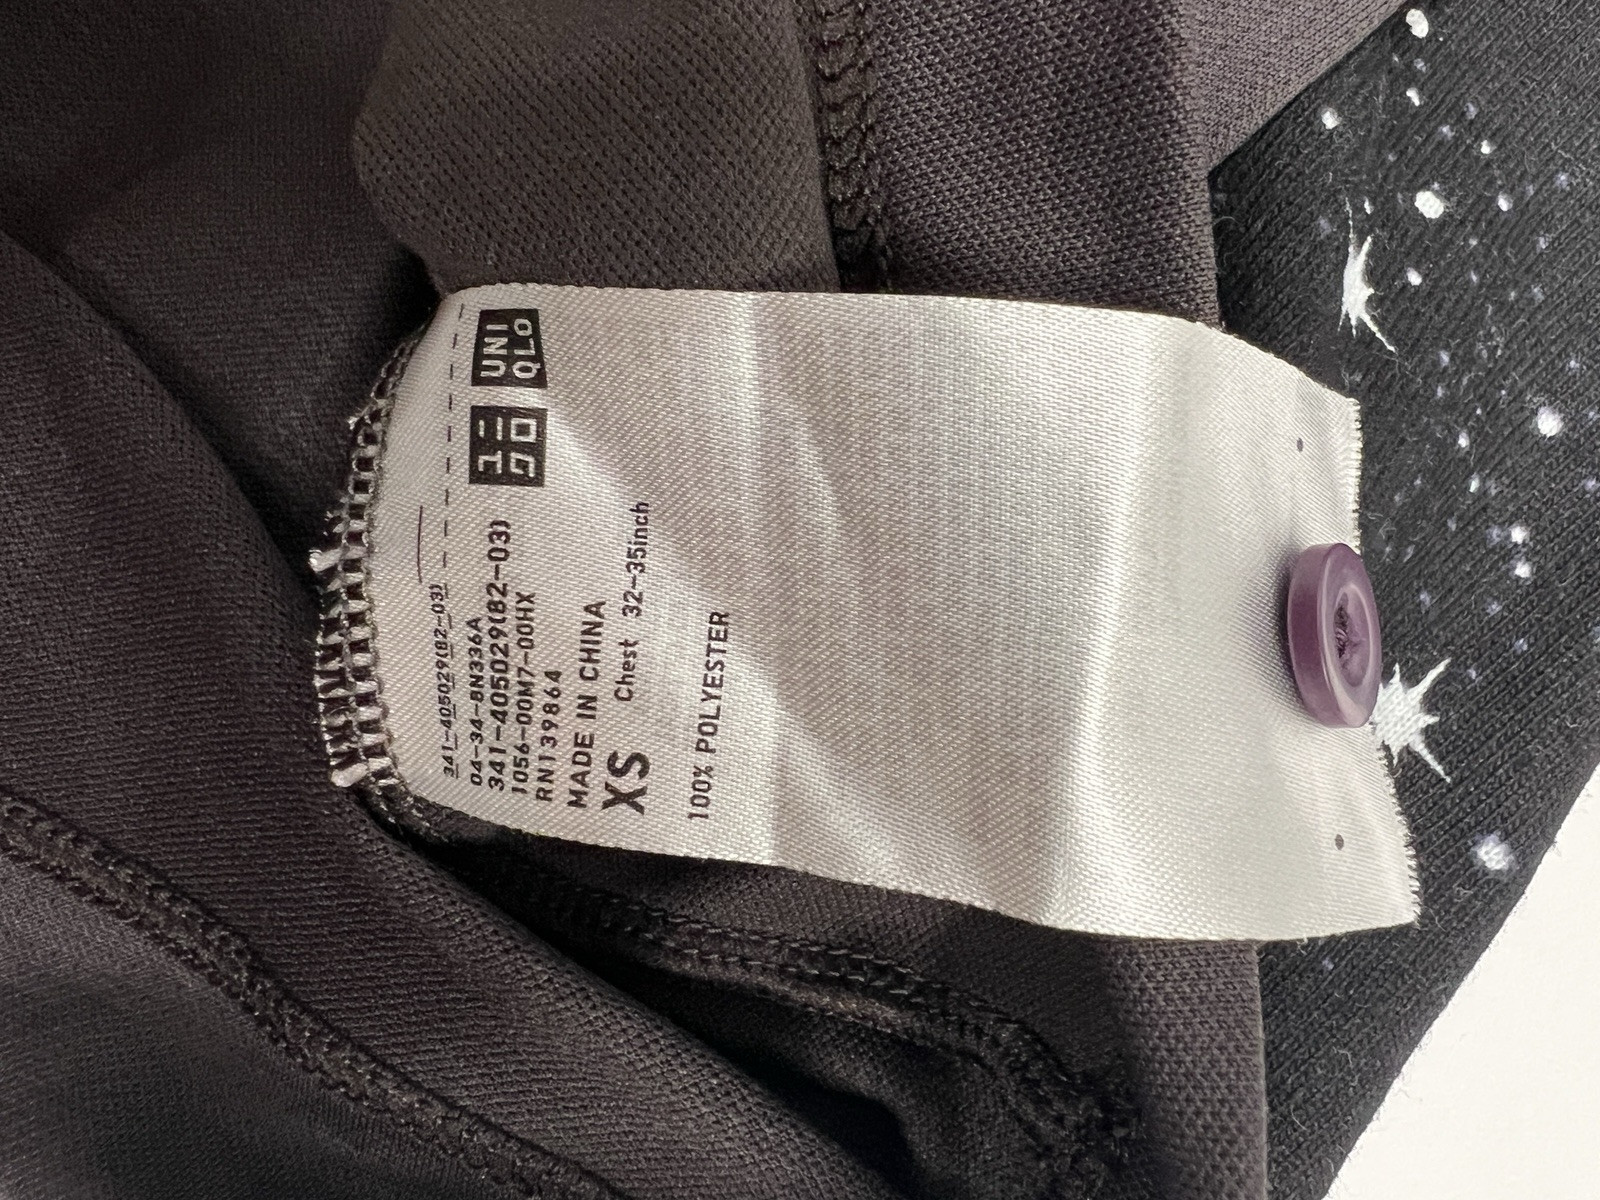 341-405029(82-03)
04-34-8N336A
341-405029(82-03)
1056-00M7-00HX
RN139864
MADE IN CHINA
XS Chest 32-35inch
100% POLYESTER
ユニ
クロ
UNI
QLO